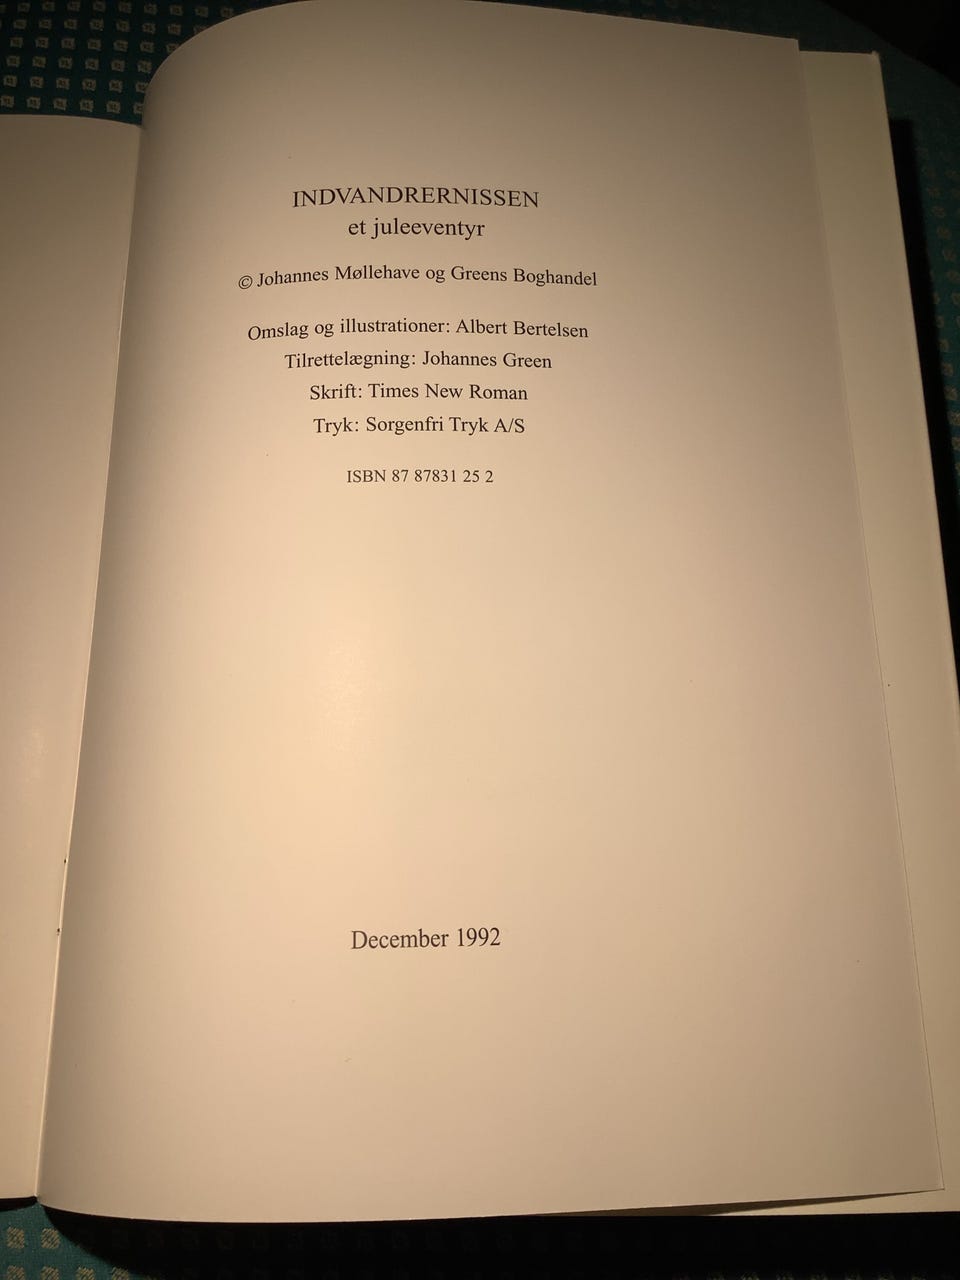 INDVANDRERNISSEN
et juleeventyr
© Johannes Møllehave og Greens Boghandel
Omslag og illustrationer: Albert Bertelsen
Tilrettelægning: Johannes Green
Skrift: Times New Roman
Tryk: Sorgenfri Tryk A/S
ISBN 87 87831 25 2
December 1992